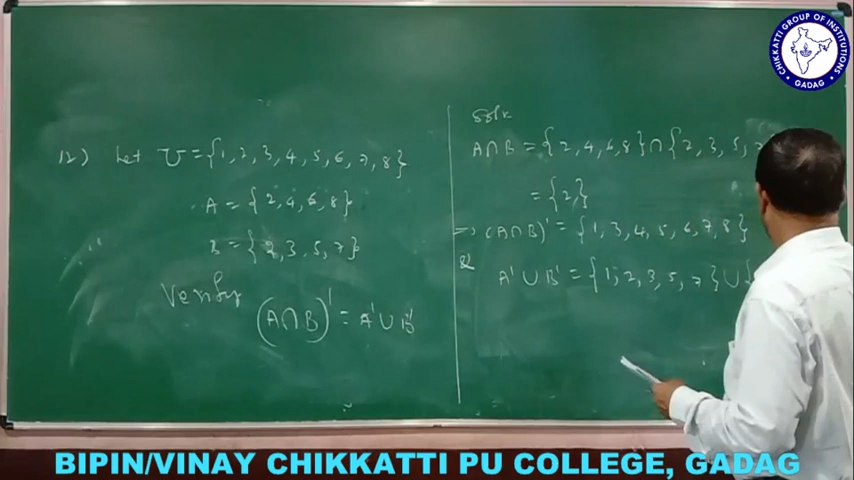 12) Let U = {1, 2, 3, 4, 5, 6, 7, 8}
A = {2, 4, 6, 8}
B = {2, 3, 5, 7}
Verify
(A∩B)' = A' ∪ B'
Soln
A∩B = {2, 4, 6, 8} ∩ {2, 3, 5, 7
= {2,}
=> (A∩B)' = {1, 3, 4, 5, 6, 7, 8}
&
A' ∪ B' = {1, 2, 3, 5, 7} ∪ {
CHIKKATTI GROUP OF INSTITUTIONS
GADAG
BIPIN/VINAY CHIKKATTI PU COLLEGE, GADAG